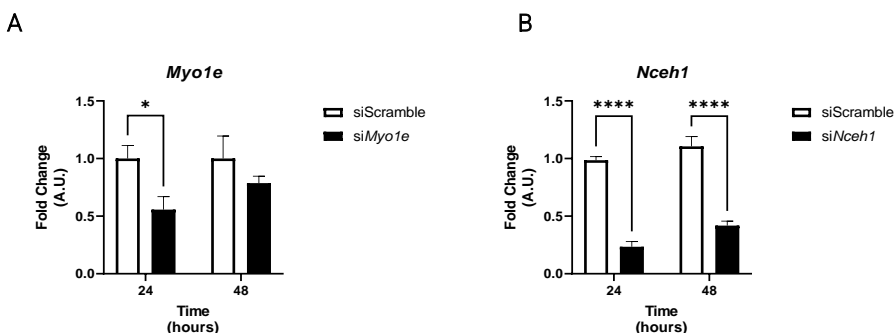 A
Myo1e
1.5
1.0
0.5
0.0
Fold Change
(A.U.)
*
24
48
Time
(hours)
siScramble
siMyo1e
B
Nceh1
1.5
1.0
0.5
0.0
Fold Change
(A.U.)
****
****
24
48
Time
(hours)
siScramble
siNceh1